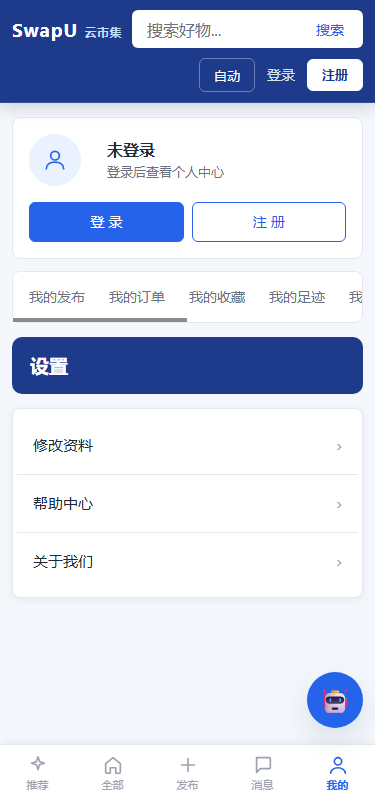 SwapU 云市集
搜索好物...
搜索
自动
登录
注册
未登录
登录后查看个人中心
登 录
注 册
我的发布
我的订单
我的收藏
我的足迹
我
设置
修改资料
帮助中心
关于我们
推荐
全部
发布
消息
我的